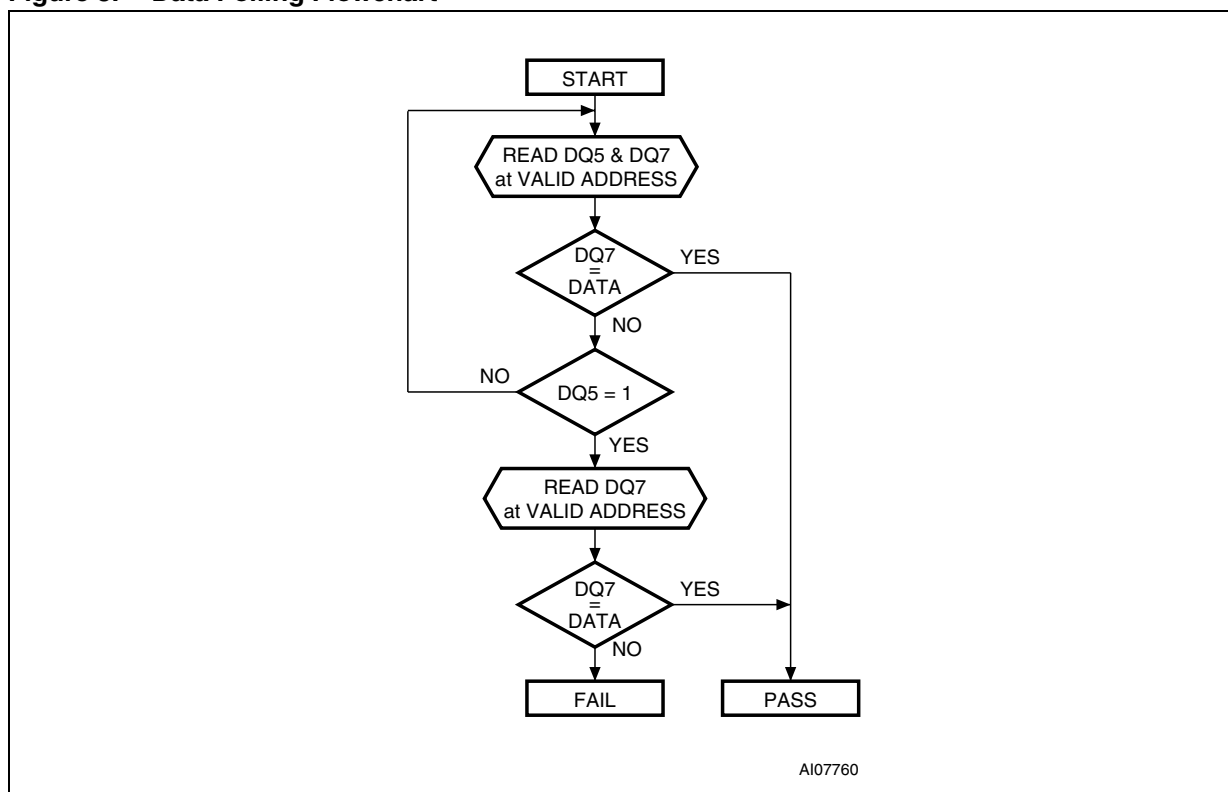 START
READ DQ5 & DQ7
at VALID ADDRESS
DQ7
=
DATA
YES
NO
NO
DQ5 = 1
YES
READ DQ7
at VALID ADDRESS
DQ7
=
DATA
YES
NO
FAIL
PASS
AI07760